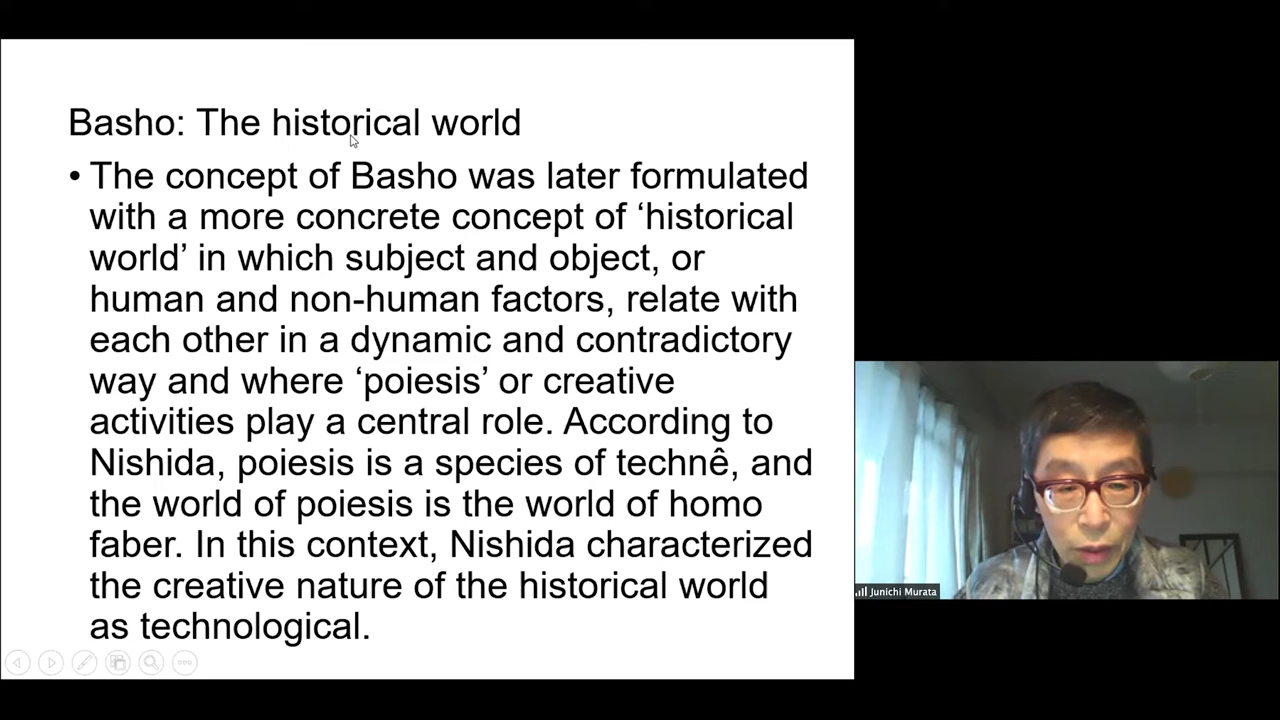 Basho: The historical world
• The concept of Basho was later formulated
with a more concrete concept of ‘historical
world’ in which subject and object, or
human and non-human factors, relate with
each other in a dynamic and contradictory
way and where ‘poiesis’ or creative
activities play a central role. According to
Nishida, poiesis is a species of technê, and
the world of poiesis is the world of homo
faber. In this context, Nishida characterized
the creative nature of the historical world
as technological.
Junichi Murata